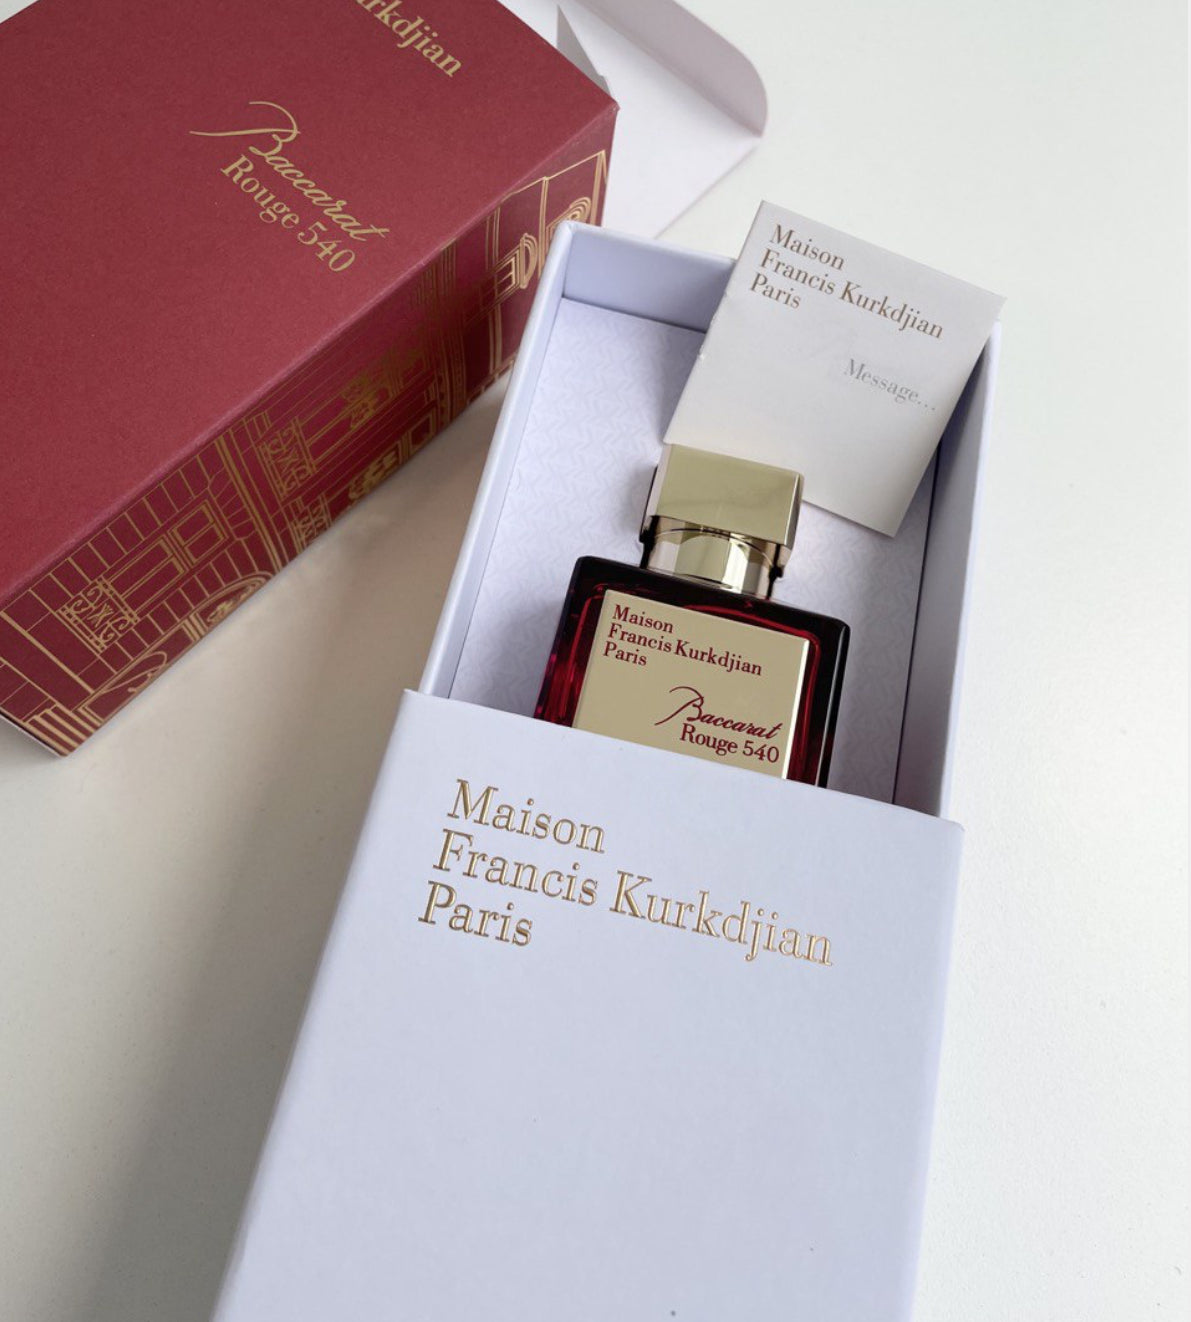 Kurkdjian
Baccarat
Rouge 540
Maison
Francis Kurkdjian
Paris
Message...
Maison
Francis Kurkdjian
Paris
Baccarat
Rouge 540
Maison
Francis Kurkdjian
Paris